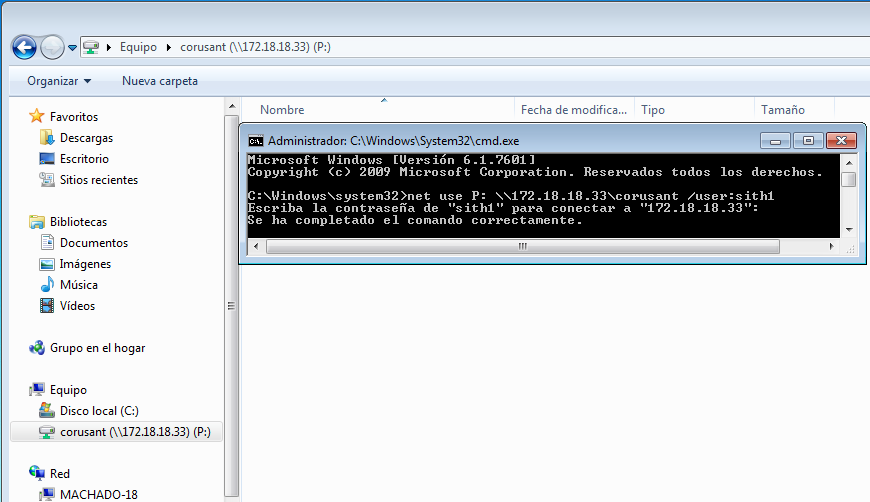 Equipo
corusant (\\172.18.18.33) (P:)
Organizar
Nueva carpeta
Favoritos
Descargas
Escritorio
Sitios recientes
Bibliotecas
Documentos
Imágenes
Música
Vídeos
Grupo en el hogar
Equipo
Disco local (C:)
corusant (\\172.18.18.33) (P:)
Red
MACHADO-18
Nombre
Fecha de modifica...
Tipo
Tamaño
Administrador: C:\Windows\System32\cmd.exe
Microsoft Windows [Versión 6.1.7601]
Copyright (c) 2009 Microsoft Corporation. Reservados todos los derechos.
C:\Windows\system32>net use P: \\172.18.18.33\corusant /user:sith1
Escriba la contraseña de "sith1" para conectar a "172.18.18.33":
Se ha completado el comando correctamente.